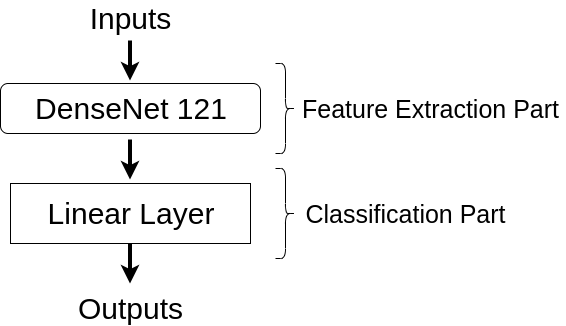 Inputs
DenseNet 121
Feature Extraction Part
Linear Layer
Classification Part
Outputs